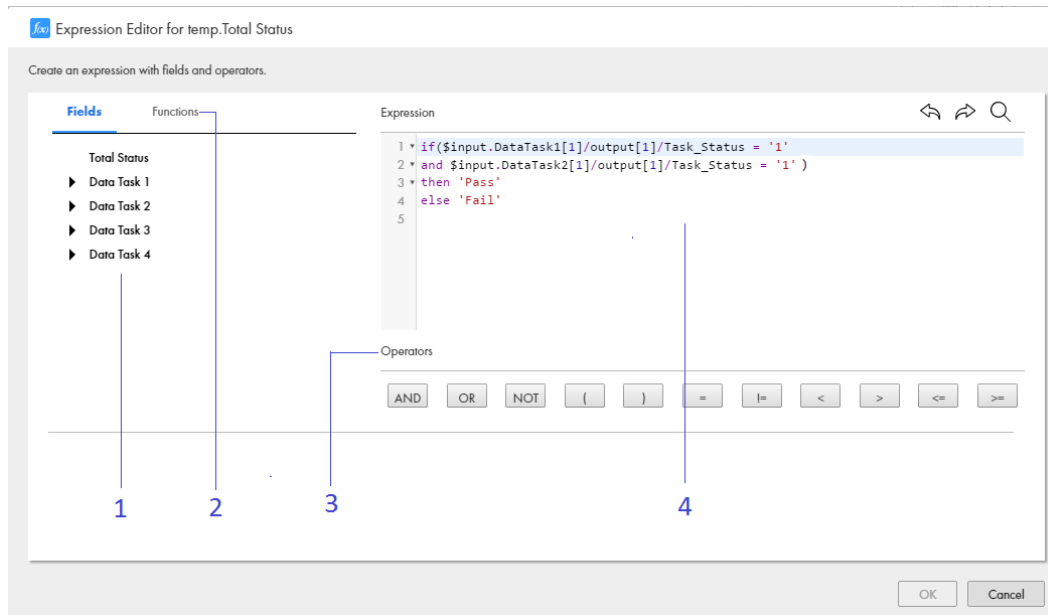 f(x) Expression Editor for temp.Total Status
Create an expression with fields and operators.
Fields Functions
Total Status
Data Task 1
Data Task 2
Data Task 3
Data Task 4
Expression
1 if($input.DataTask1[1]/output[1]/Task_Status = '1'
2 and $input.DataTask2[1]/output[1]/Task_Status = '1' )
3 then 'Pass'
4 else 'Fail'
5
Operators
AND OR NOT ( ) = != < > <= >=
1 2 3 4
OK Cancel